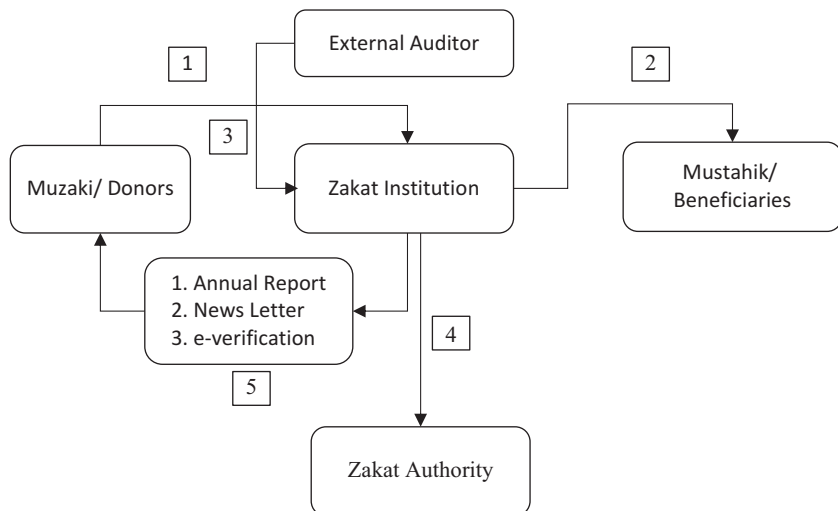 External Auditor
1
2
3
Muzaki/ Donors
Zakat Institution
Mustahik/
Beneficiaries
1. Annual Report
2. News Letter
3. e-verification
4
5
Zakat Authority